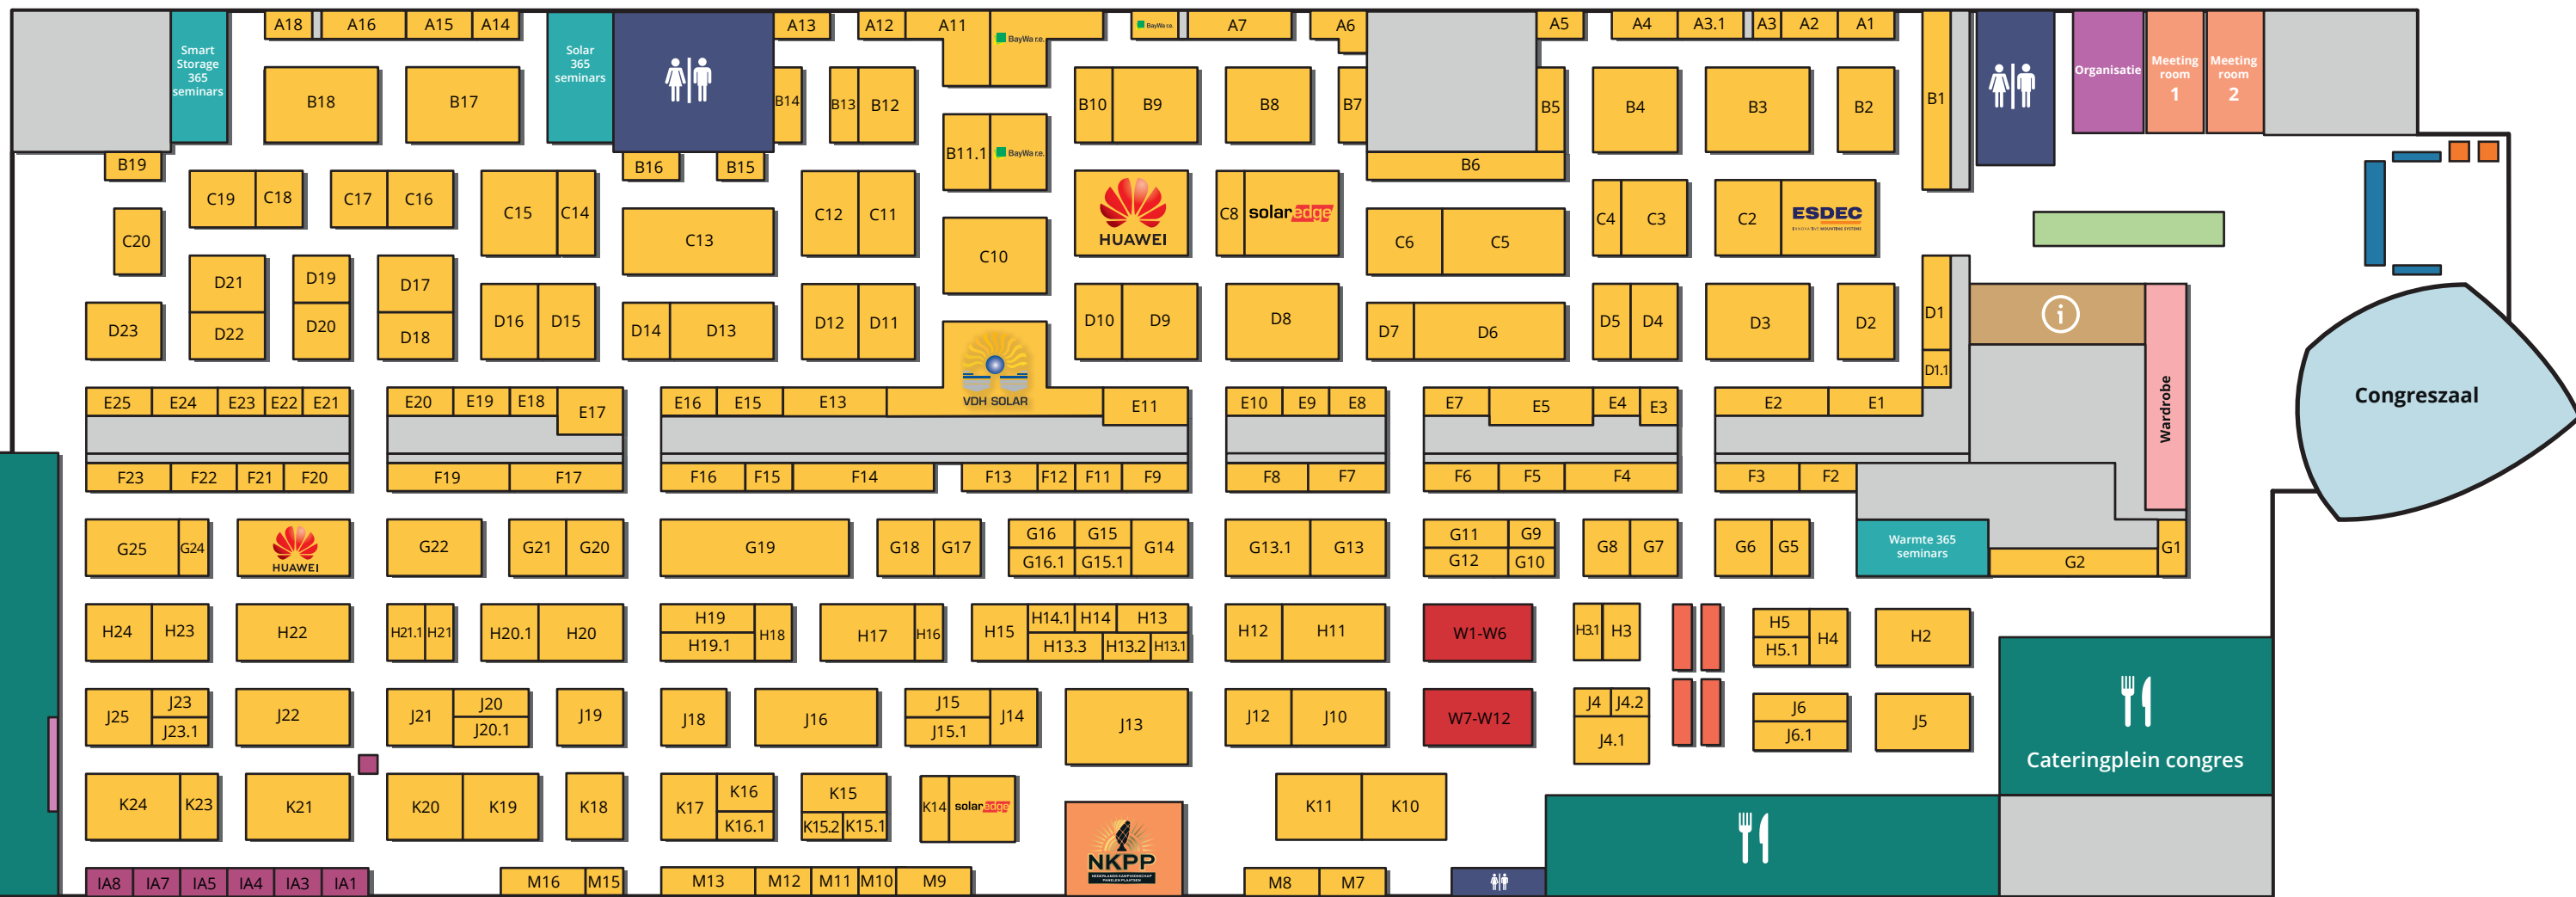 A18
A16
A15
A14
A13
A12
A11
BayWa r.e.
BayWa r.e.
A7
A6
A5
A4
A3.1
A3
A2
A1
Smart
Storage
365
seminars
Solar
365
seminars
Organisatie
Meeting
room
1
Meeting
room
2
B18
B17
B14
B13
B12
B10
B9
B8
B7
B5
B4
B3
B2
B1
B19
B16
B15
B11.1
BayWa r.e.
B6
C19
C18
C17
C16
C15
C14
C12
C11
HUAWEI
C8
solaredge
C4
C3
C2
ESDEC
INNOVATIVE MOUNTING SYSTEMS
C20
C13
C10
C6
C5
D21
D22
D19
D20
D17
D18
D23
D16
D15
D14
D13
D12
D11
D10
D9
D8
D7
D6
D5
D4
D3
D2
D1
D1.1
VDH SOLAR
Wardrobe
Congreszaal
E25
E24
E23
E22
E21
E20
E19
E18
E17
E16
E15
E13
E11
E10
E9
E8
E7
E5
E4
E3
E2
E1
F23
F22
F21
F20
F19
F17
F16
F15
F14
F13
F12
F11
F9
F8
F7
F6
F5
F4
F3
F2
G25
G24
HUAWEI
G22
G21
G20
G19
G18
G17
G16
G15
G16.1
G15.1
G14
G13.1
G13
G11
G9
G12
G10
G8
G7
G6
G5
Warmte 365
seminars
G2
G1
H24
H23
H22
H21.1
H21
H20.1
H20
H19
H19.1
H18
H17
H16
H15
H14.1
H14
H13
H13.3
H13.2
H13.1
H12
H11
W1-W6
H3.1
H3
H5
H5.1
H4
H2
J25
J23
J23.1
J22
J21
J20
J20.1
J19
J18
J16
J15
J15.1
J14
J13
J12
J10
W7-W12
J4
J4.2
J4.1
J6
J6.1
J5
Cateringplein congres
K24
K23
K21
K20
K19
K18
K17
K16
K16.1
K15
K15.2
K15.1
K14
solaredge
K11
K10
NKPP
NEDERLANDS KAMPIOENSCHAP
PANELEN PLAATSEN
IA8
IA7
IA5
IA4
IA3
IA1
M16
M15
M13
M12
M11
M10
M9
M8
M7